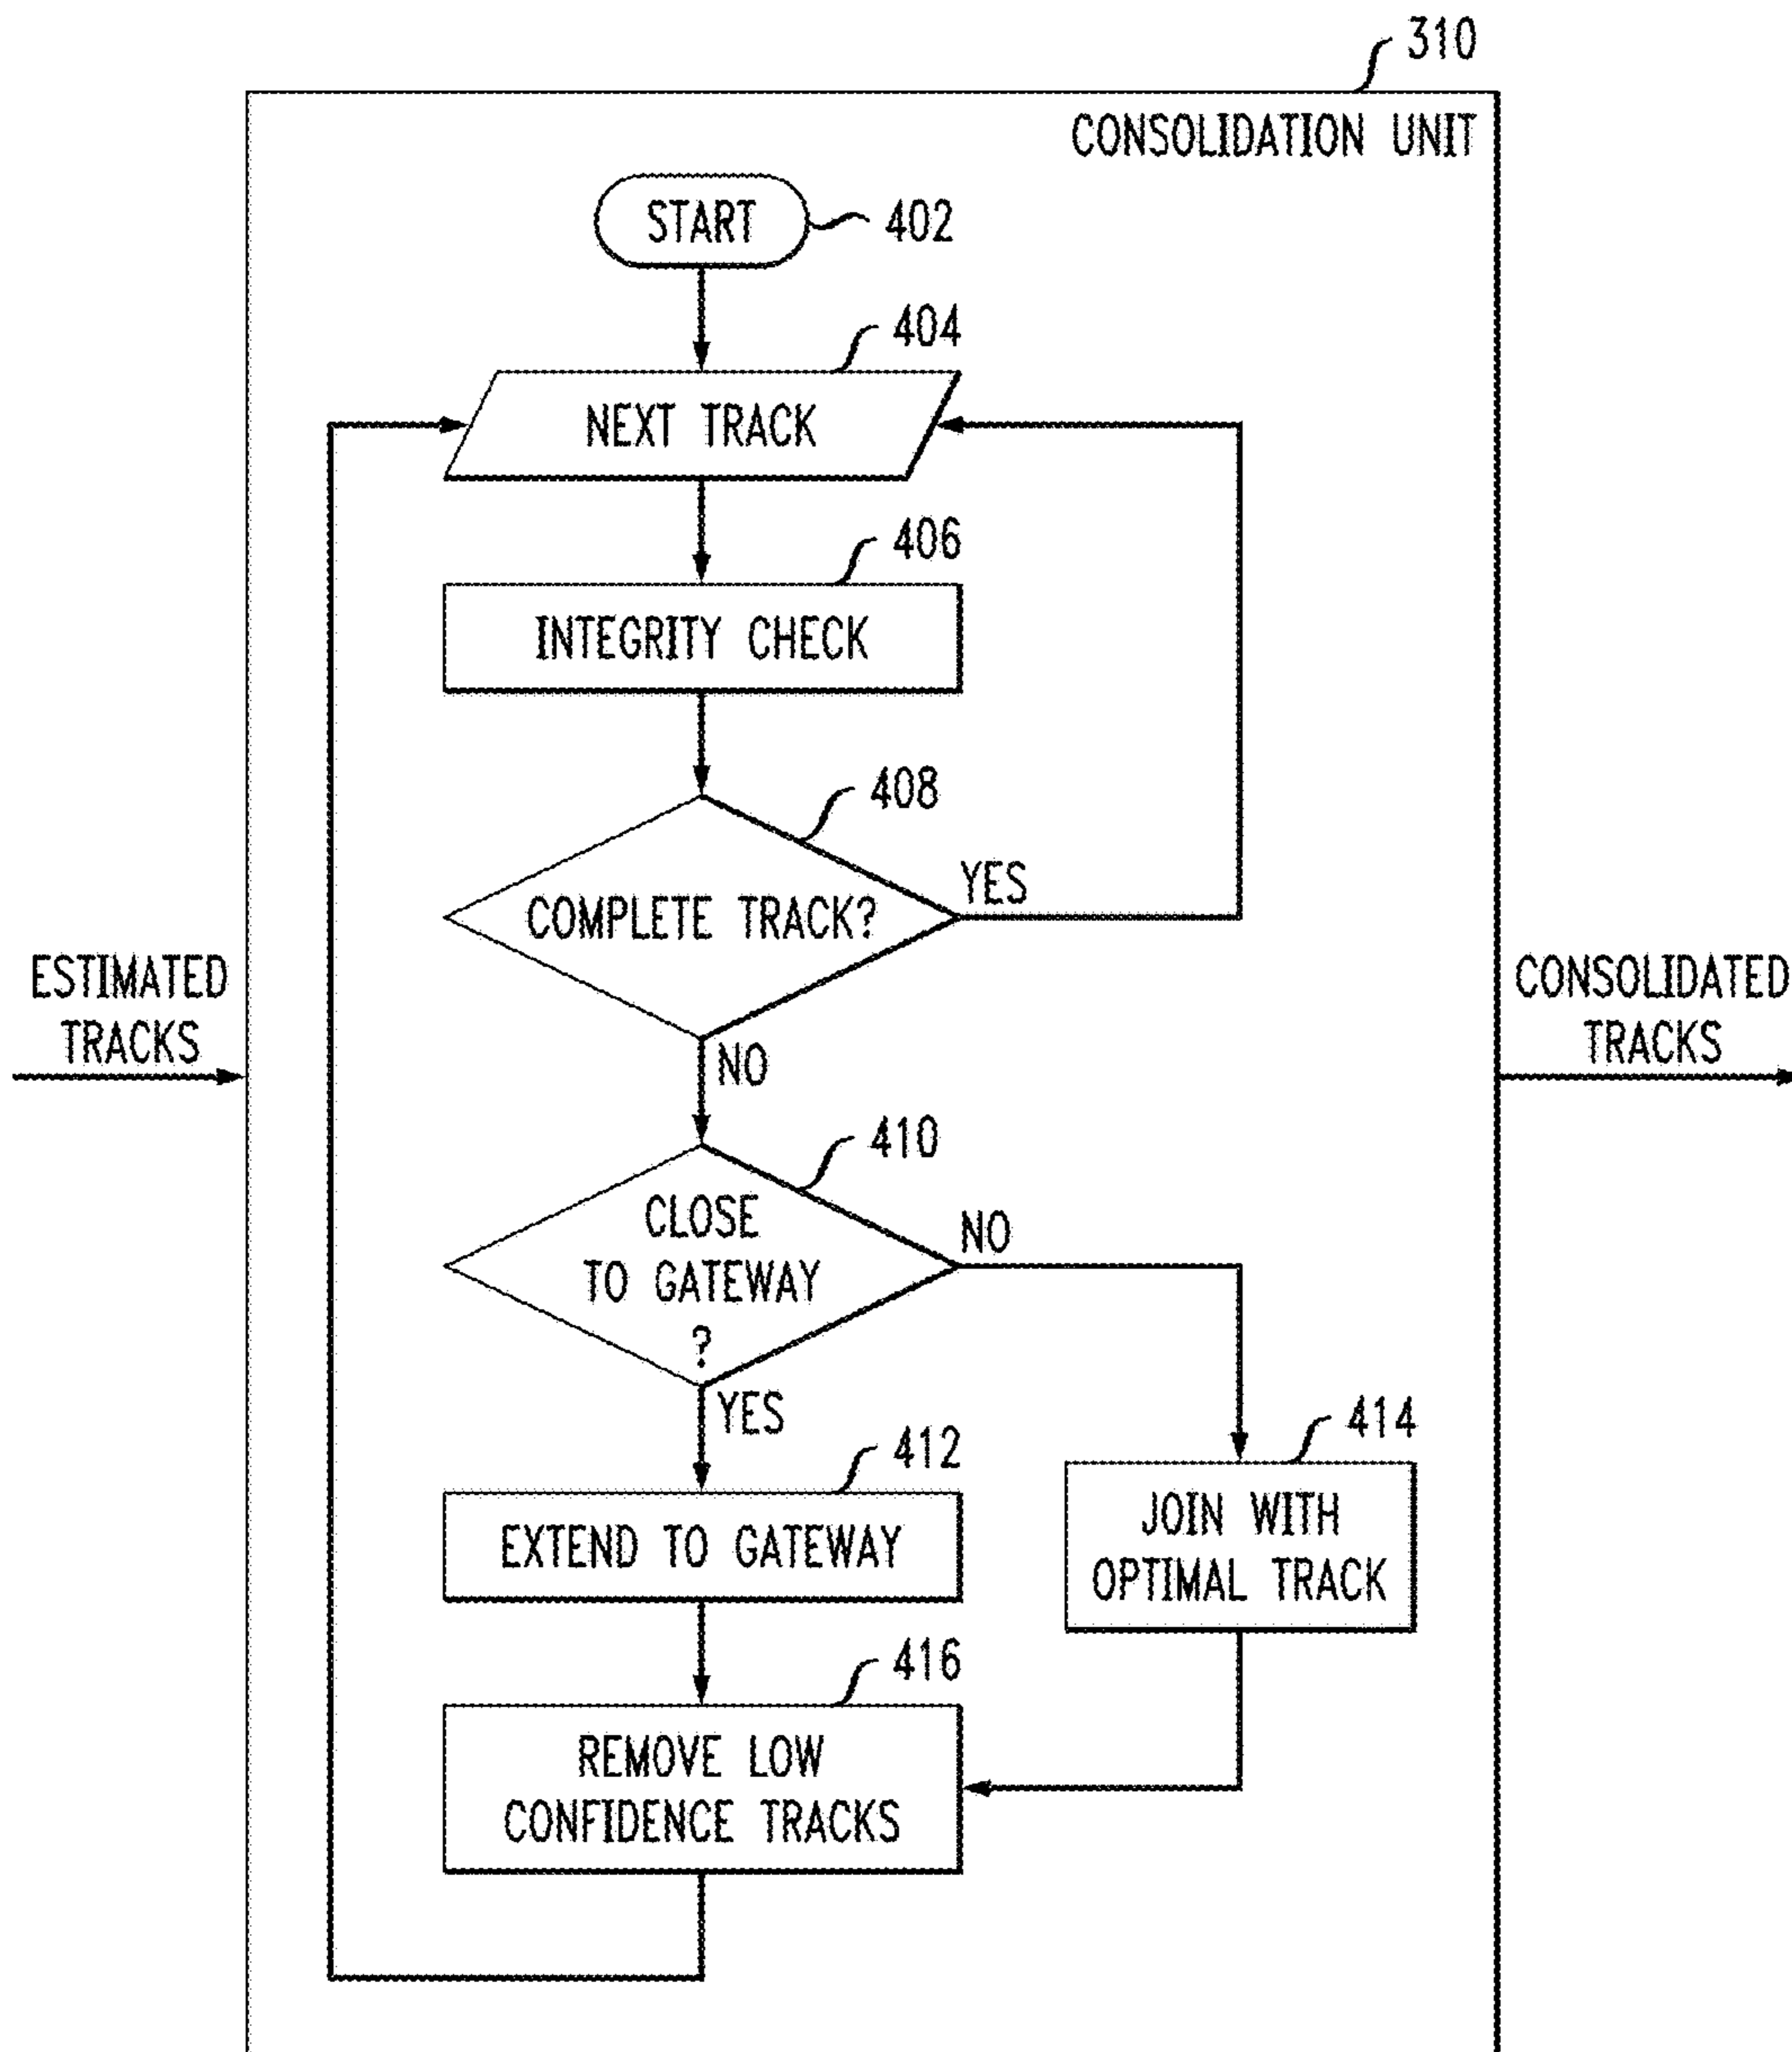 310
CONSOLIDATION UNIT
START
402
404
NEXT TRACK
406
INTEGRITY CHECK
408
COMPLETE TRACK?
YES
NO
ESTIMATED
TRACKS
CONSOLIDATED
TRACKS
410
CLOSE
TO GATEWAY
?
NO
YES
412
EXTEND TO GATEWAY
414
JOIN WITH
OPTIMAL TRACK
416
REMOVE LOW
CONFIDENCE TRACKS